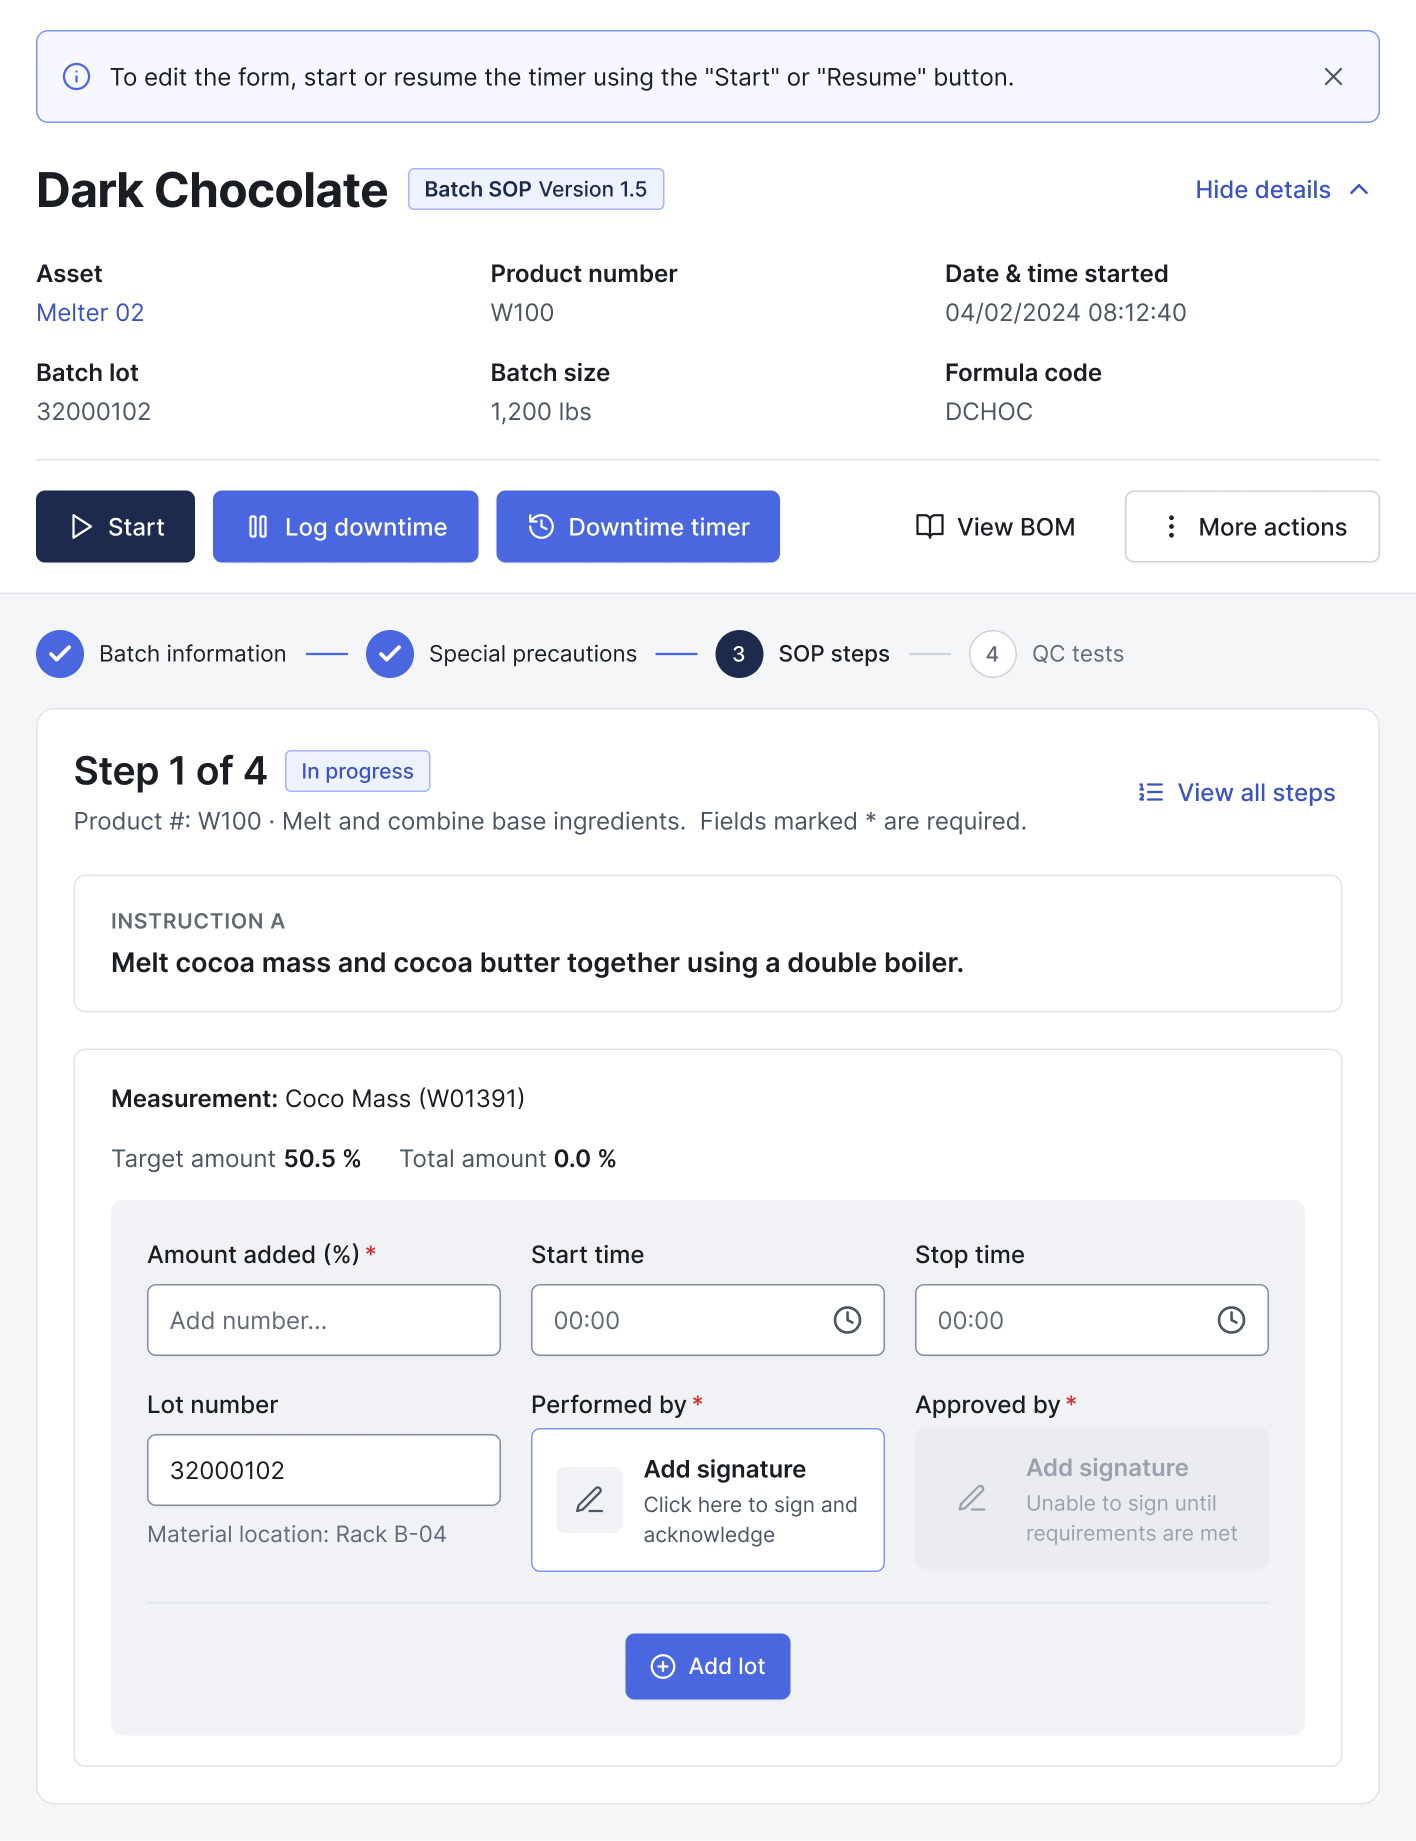 To edit the form, start or resume the timer using the "Start" or "Resume" button.
Dark Chocolate
Batch SOP Version 1.5
Hide details
Asset
Product number
Date & time started
Melter 02
W100
04/02/2024 08:12:40
Batch lot
Batch size
Formula code
32000102
1,200 lbs
DCHOC
Start
Log downtime
Downtime timer
View BOM
More actions
Batch information
Special precautions
3
SOP steps
4
QC tests
Step 1 of 4
In progress
View all steps
Product #: W100 · Melt and combine base ingredients. Fields marked * are required.
INSTRUCTION A
Melt cocoa mass and cocoa butter together using a double boiler.
Measurement: Coco Mass (W01391)
Target amount 50.5 %
Total amount 0.0 %
Amount added (%) *
Start time
Stop time
Add number...
00:00
00:00
Lot number
Performed by *
Approved by *
32000102
Material location: Rack B-04
Add signature
Click here to sign and
acknowledge
Add signature
Unable to sign until
requirements are met
Add lot